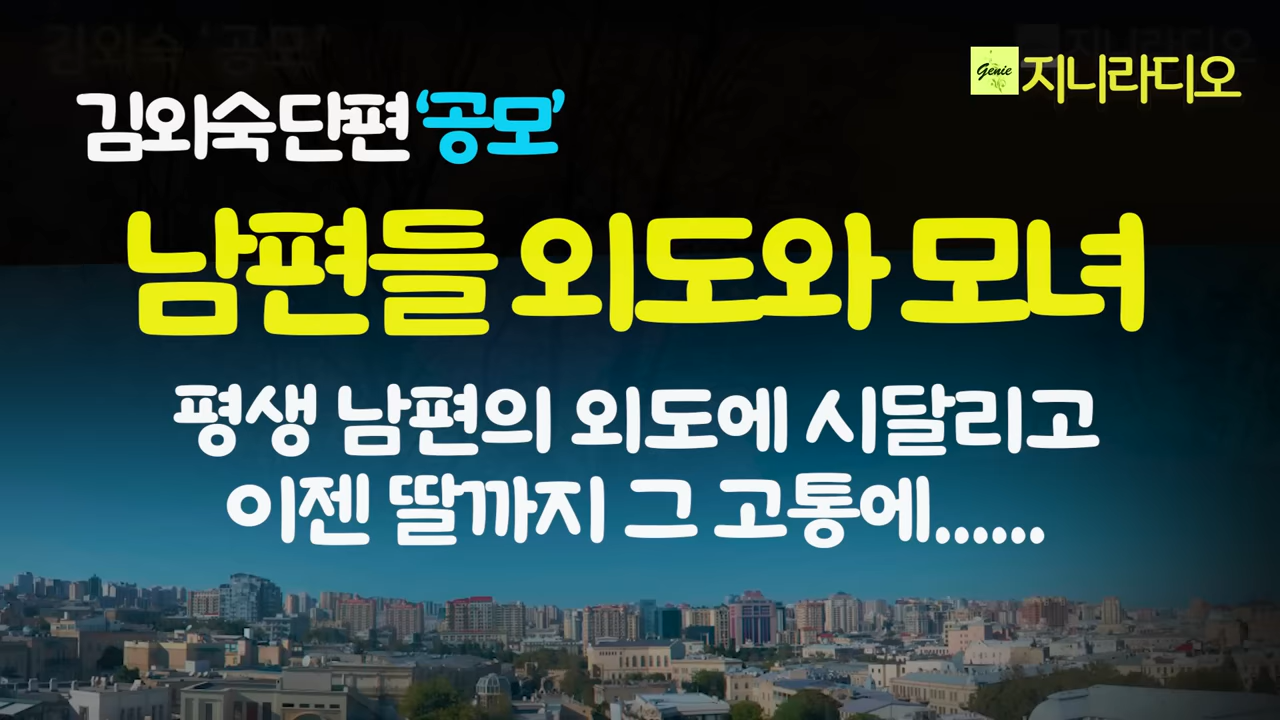 김외숙 단편 ‘공모’
Genie 지니라디오
남편들 외도와 모녀
평생 남편의 외도에 시달리고
이젠 딸까지 그 고통에......